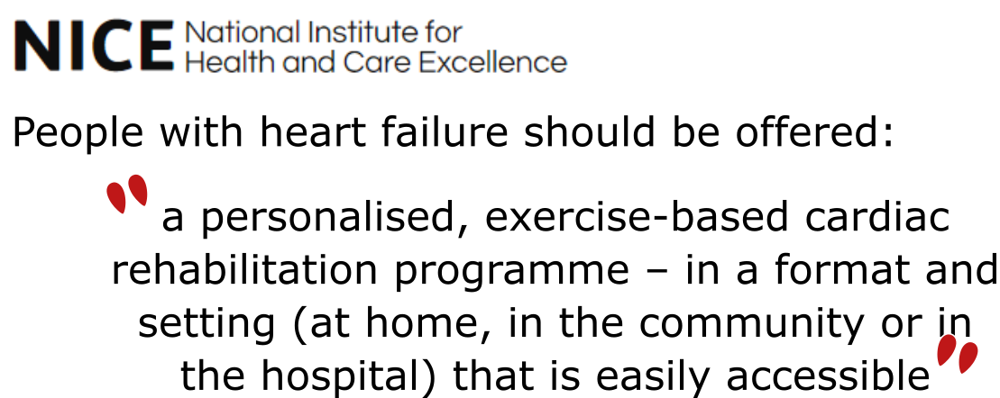 NICE National Institute for
Health and Care Excellence
People with heart failure should be offered:
" a personalised, exercise-based cardiac
rehabilitation programme – in a format and
setting (at home, in the community or in
the hospital) that is easily accessible"